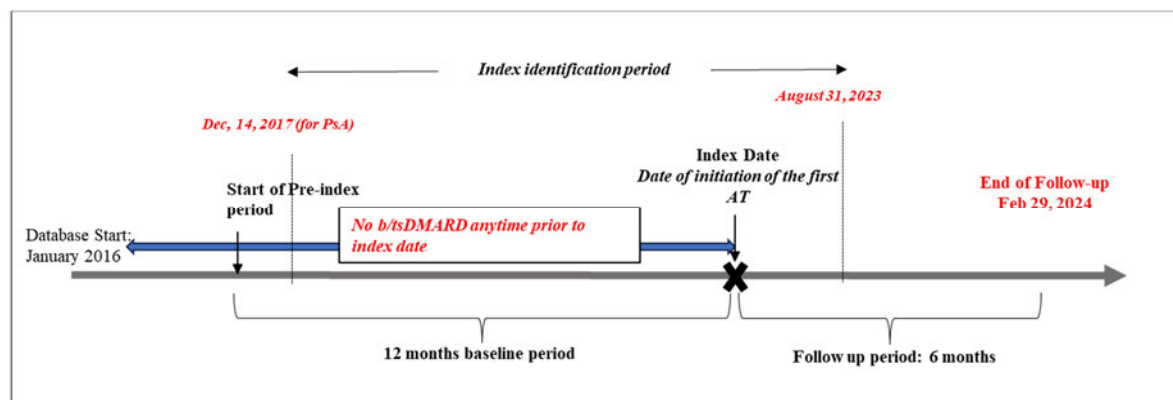 Index identification period
August 31, 2023
Dec, 14, 2017 (for PsA)
Index Date
Date of initiation of the first
AT
Start of Pre-index
period
End of Follow-up
Feb 29, 2024
No b/tsDMARD anytime prior to
index date
Database Start:
January 2016
12 months baseline period
Follow up period: 6 months